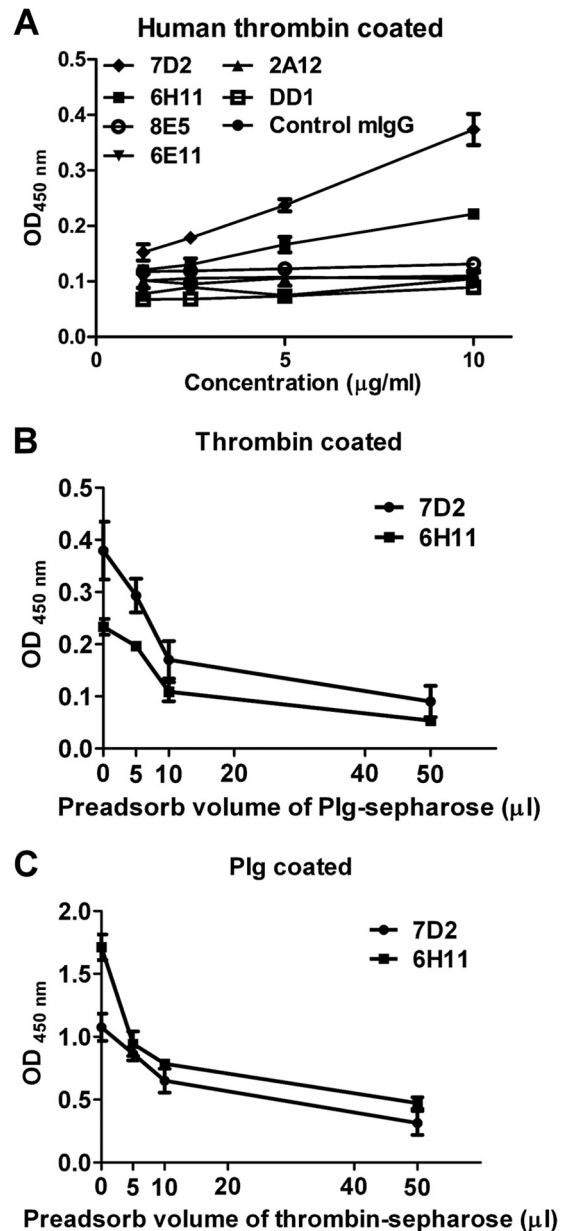 A
Human thrombin coated
7D2
2A12
6H11
DD1
8E5
Control mIgG
6E11
OD450 nm
0.5
0.4
0.3
0.2
0.1
0.0
0
5
10
Concentration (μg/ml)
B
Thrombin coated
7D2
6H11
OD 450 nm
0.5
0.4
0.3
0.2
0.1
0.0
0
5
10
20
40
50
Preadsorb volume of Plg-sepharose (μl)
C
Plg coated
7D2
6H11
OD 450 nm
2.0
1.5
1.0
0.5
0.0
0
5
10
20
40
50
Preadsorb volume of thrombin-sepharose (μl)